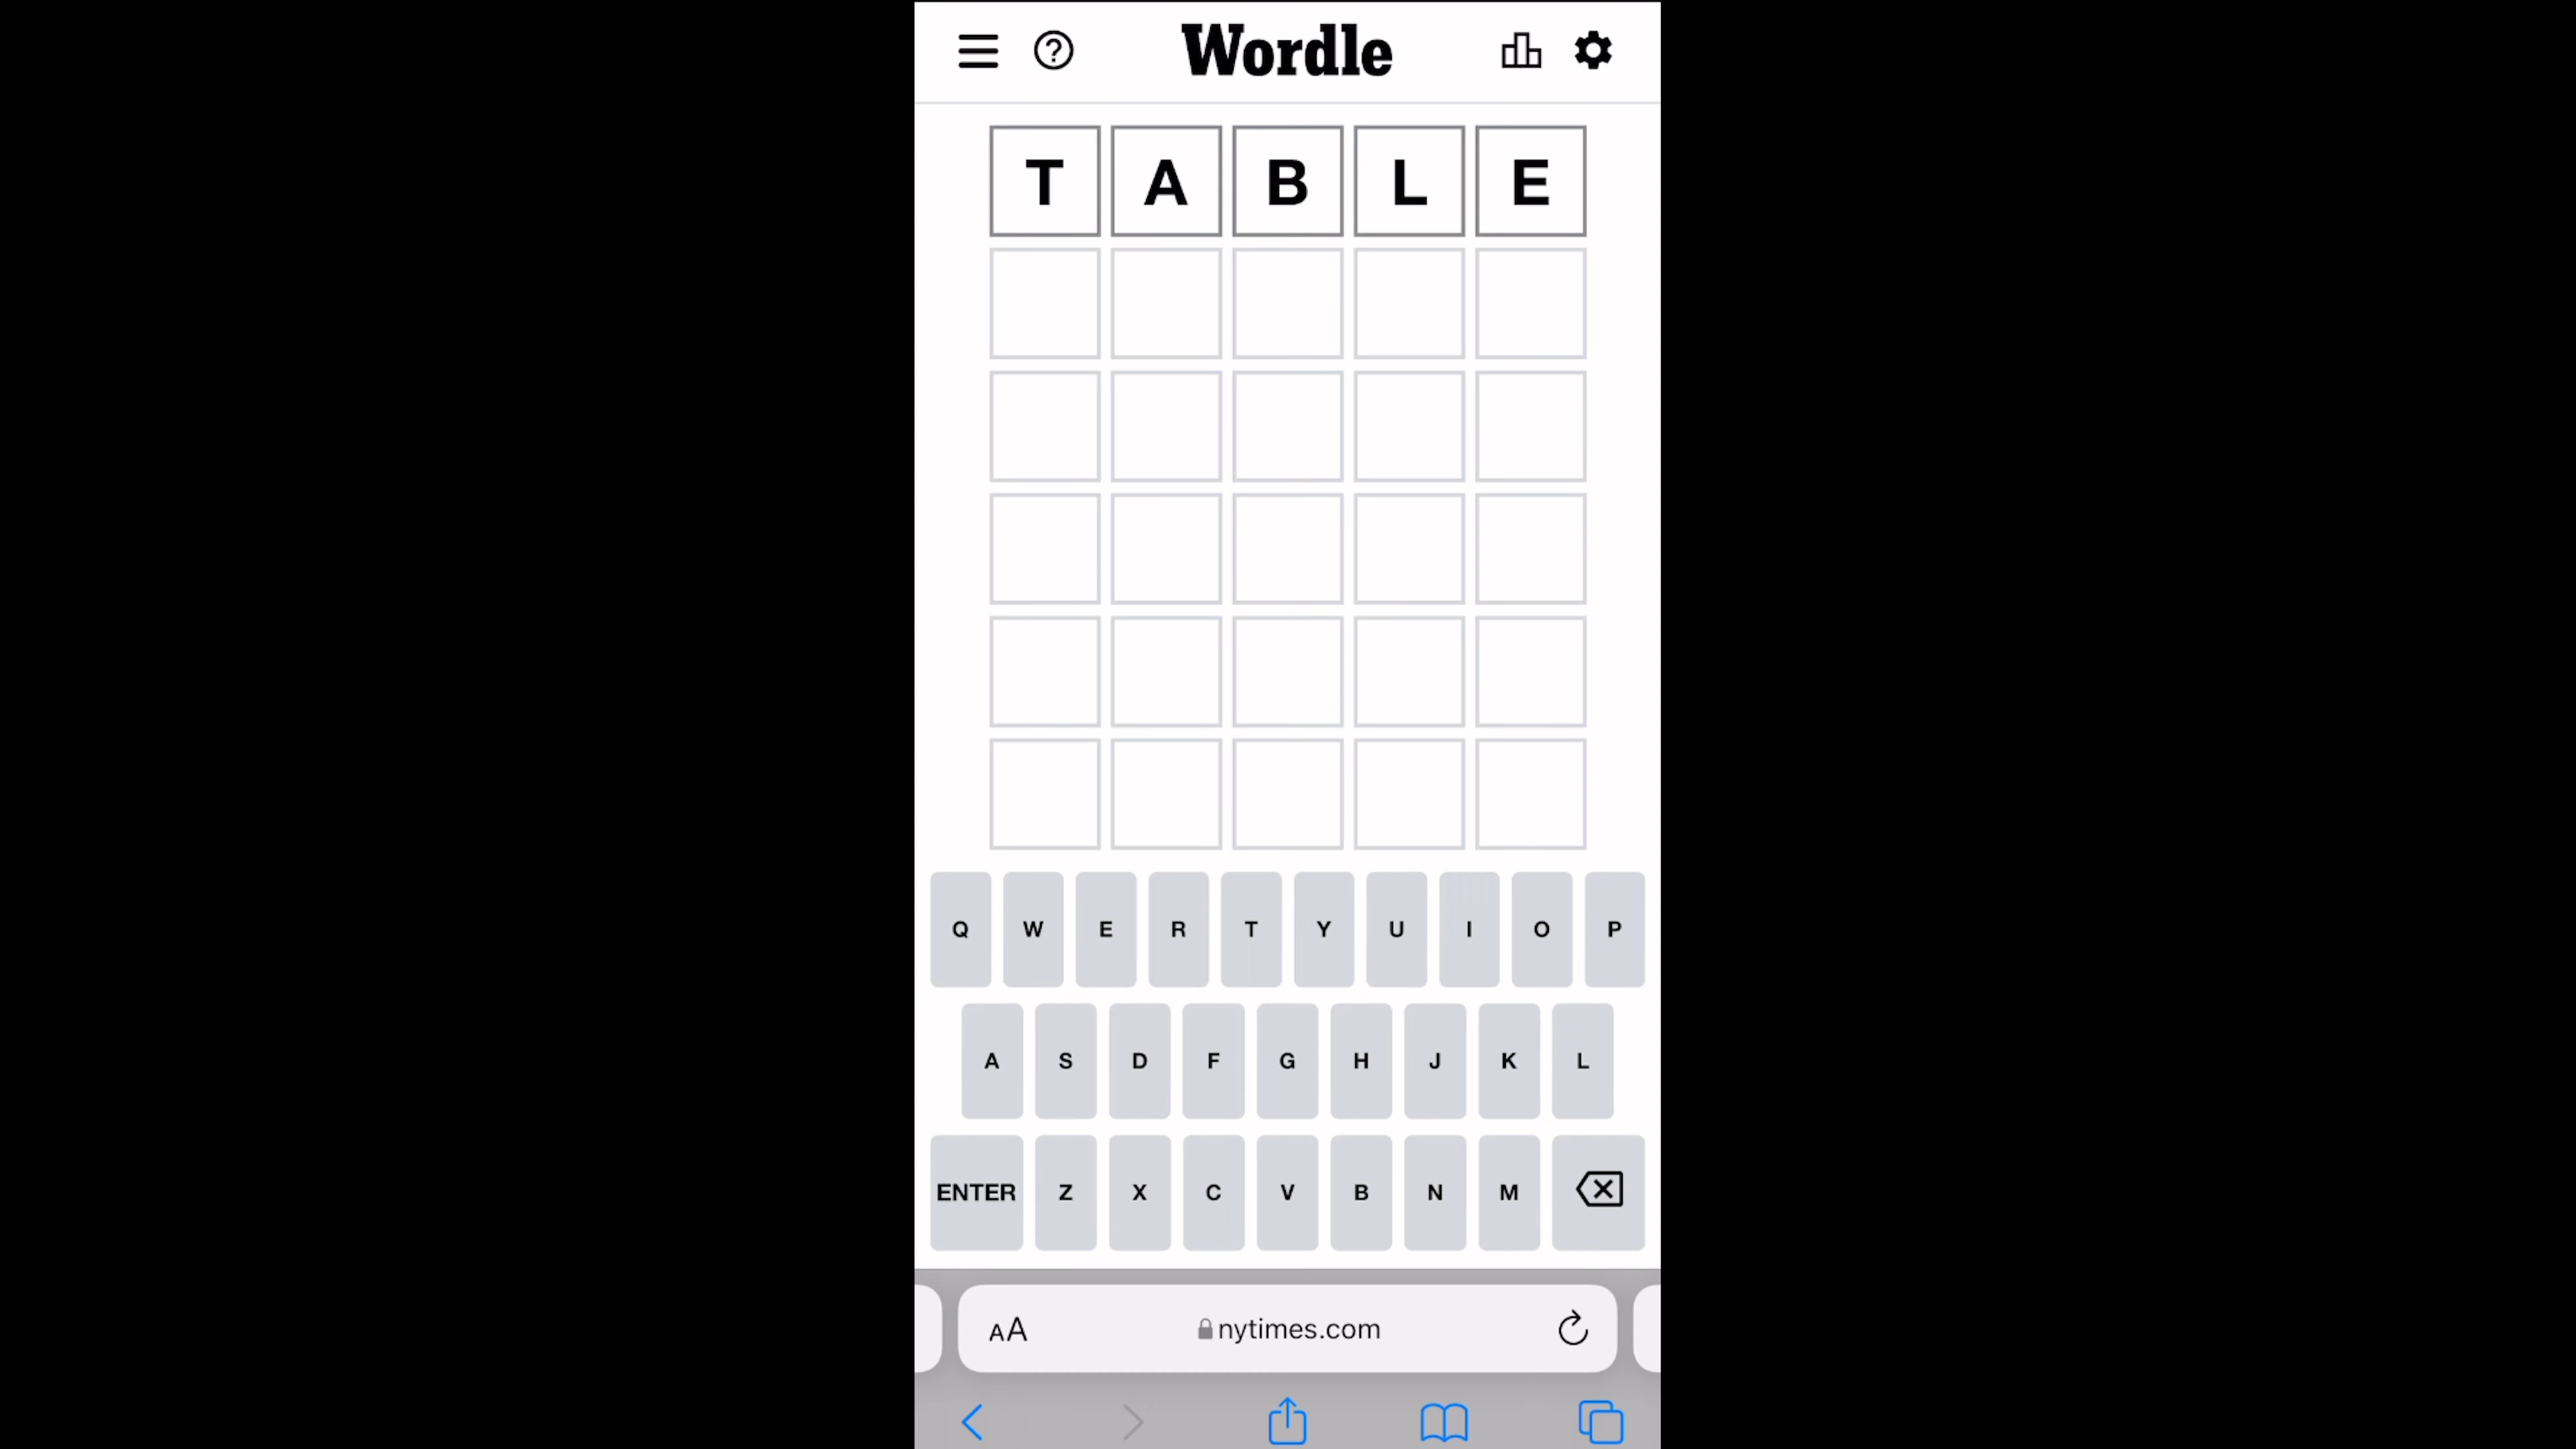 Wordle
T A B L E
Q W E R T Y U I O P
A S D F G H J K L
ENTER Z X C V B N M
AA nytimes.com